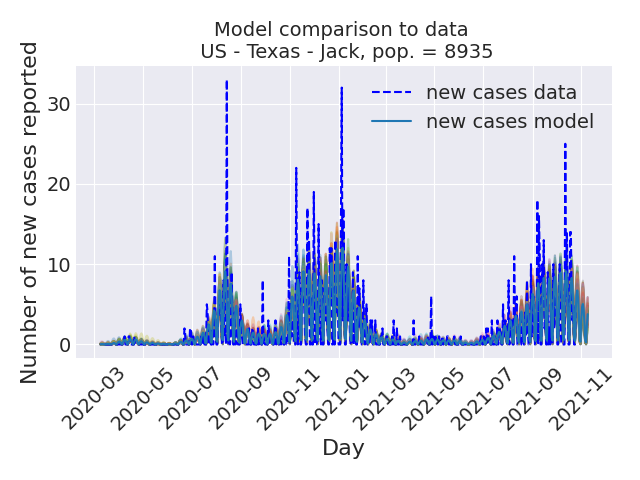 Model comparison to data
US - Texas - Jack, pop. = 8935
Number of new cases reported
30
20
10
0
new cases data
new cases model
2020-03
2020-05
2020-07
2020-09
2020-11
2021-01
2021-03
2021-05
2021-07
2021-09
2021-11
Day